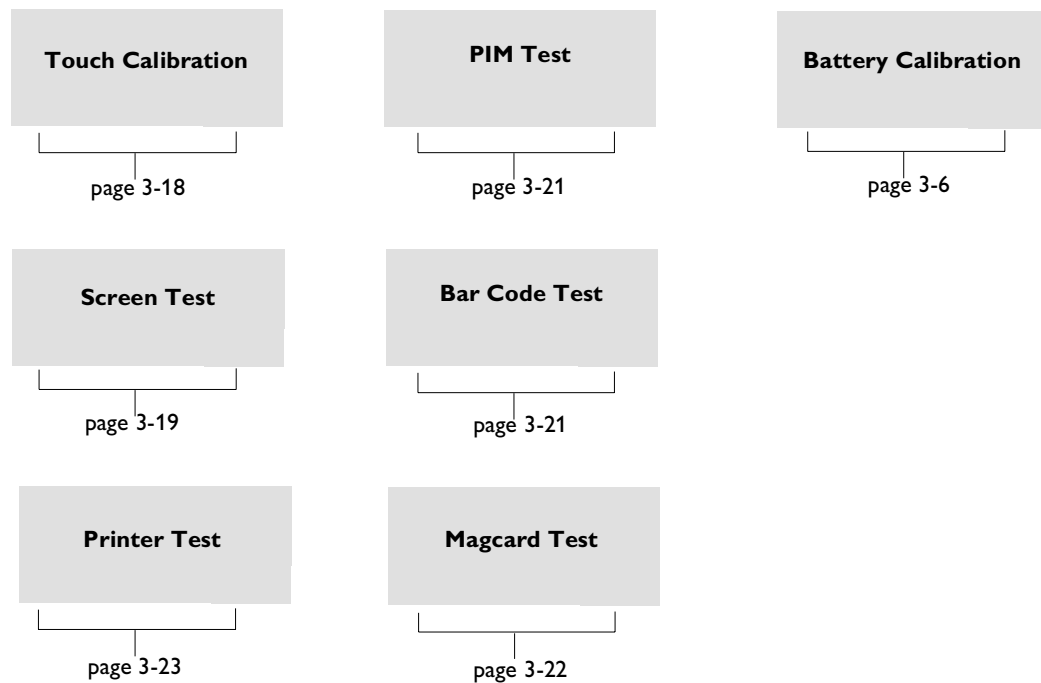 Touch Calibration
page 3-18
PIM Test
page 3-21
Battery Calibration
page 3-6
Screen Test
page 3-19
Bar Code Test
page 3-21
Printer Test
page 3-23
Magcard Test
page 3-22